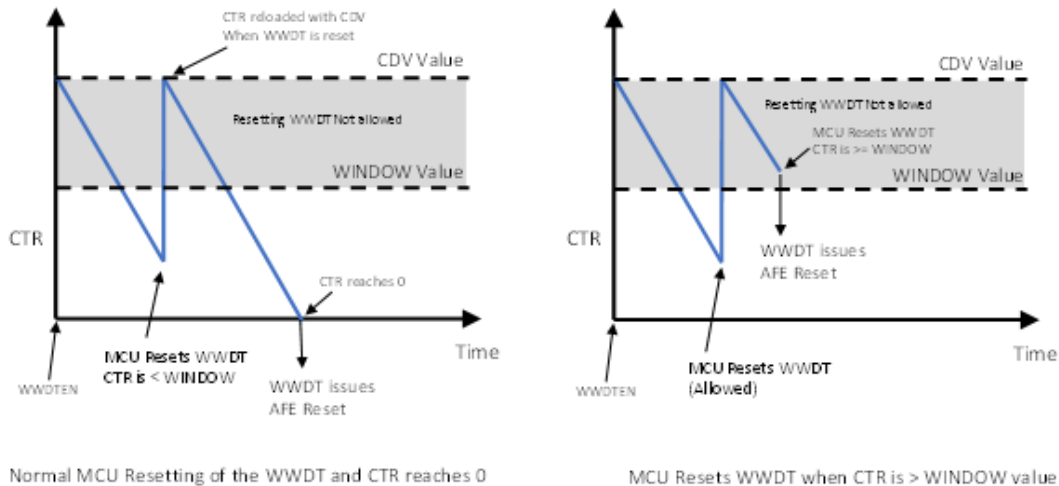 CTR reloaded with CDV
When WWDT is reset
CDV Value
Resetting WWDT Not allowed
WINDOW Value
CTR
CTR reaches 0
Time
MCU Resets WWDT
CTR is < WINDOW
WWDTEN
WWDT issues
AFE Reset
Normal MCU Resetting of the WWDT and CTR reaches 0
CDV Value
Resetting WWDT Not allowed
MCU Resets WWDT
CTR is >= WINDOW
WINDOW Value
CTR
WWDT issues
AFE Reset
Time
MCU Resets WWDT
(Allowed)
WWDTEN
MCU Resets WWDT when CTR is > WINDOW value